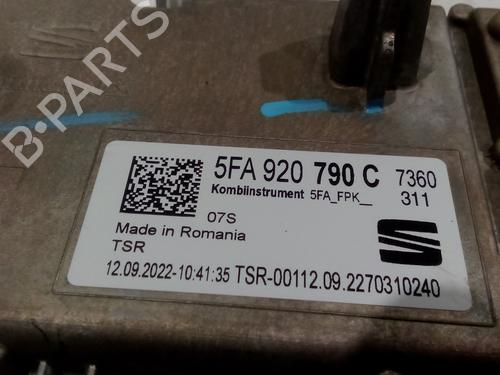 B-PARTS
5FA 920 790 C 7360
Kombiinstrument 5FA_FPK__ 311
07S
Made in Romania
TSR
12.09.2022-10:41:35 TSR-00112.09.2270310240